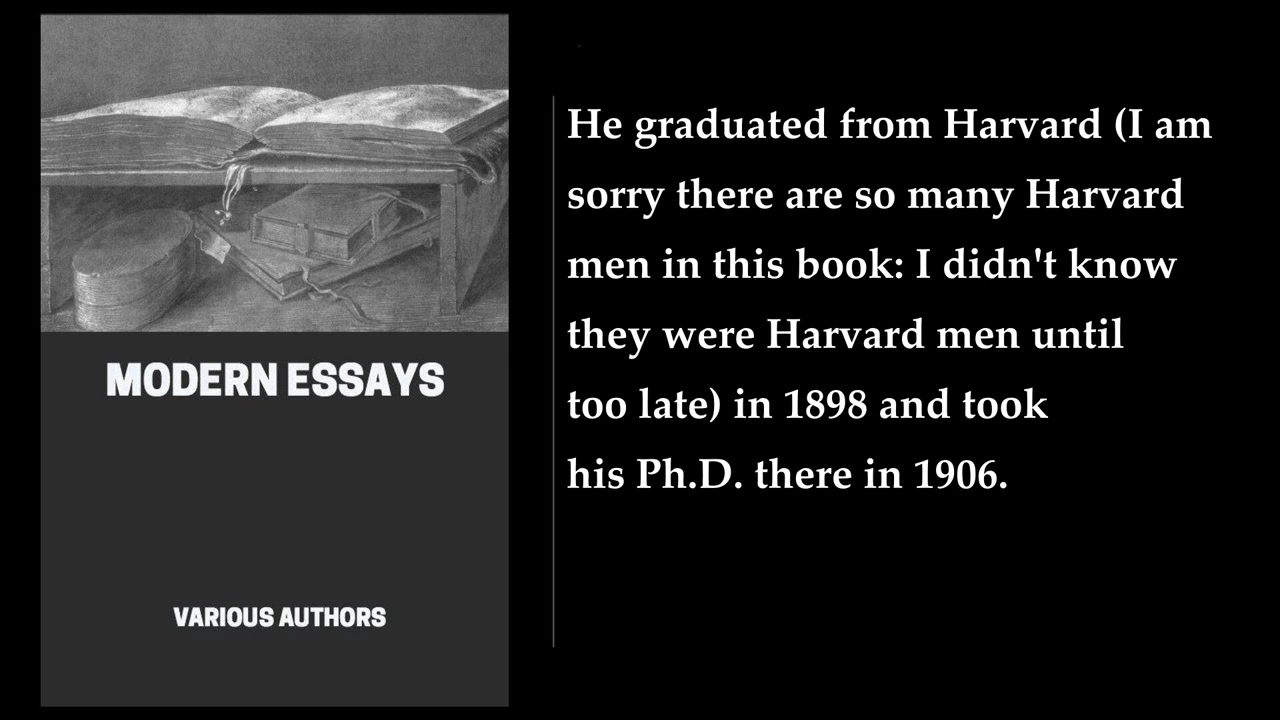 MODERN ESSAYS
VARIOUS AUTHORS
He graduated from Harvard (I am
sorry there are so many Harvard
men in this book: I didn't know
they were Harvard men until
too late) in 1898 and took
his Ph.D. there in 1906.